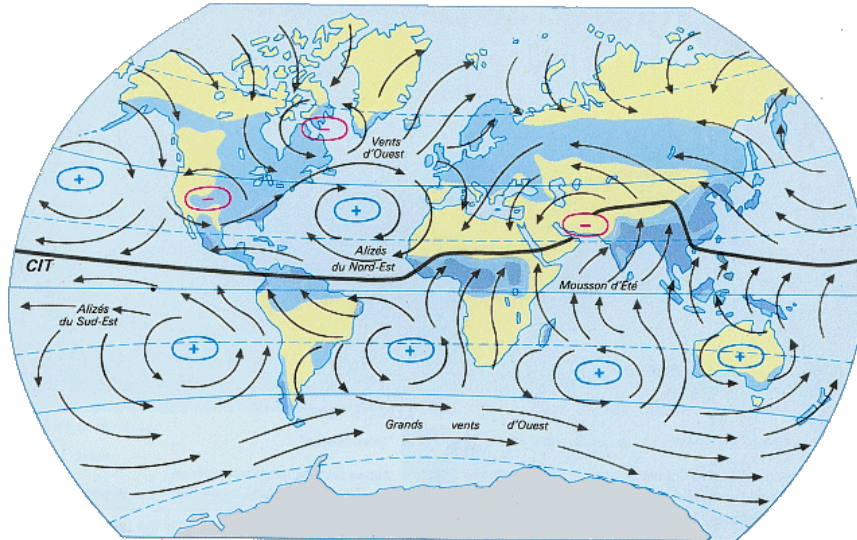 Vents
d'Ouest
Alizés
du Nord-Est
CIT
Mousson d'Été
Alizés
du Sud-Est
Grands vents d'Ouest
+
+
+
+
+
+
-
-
-